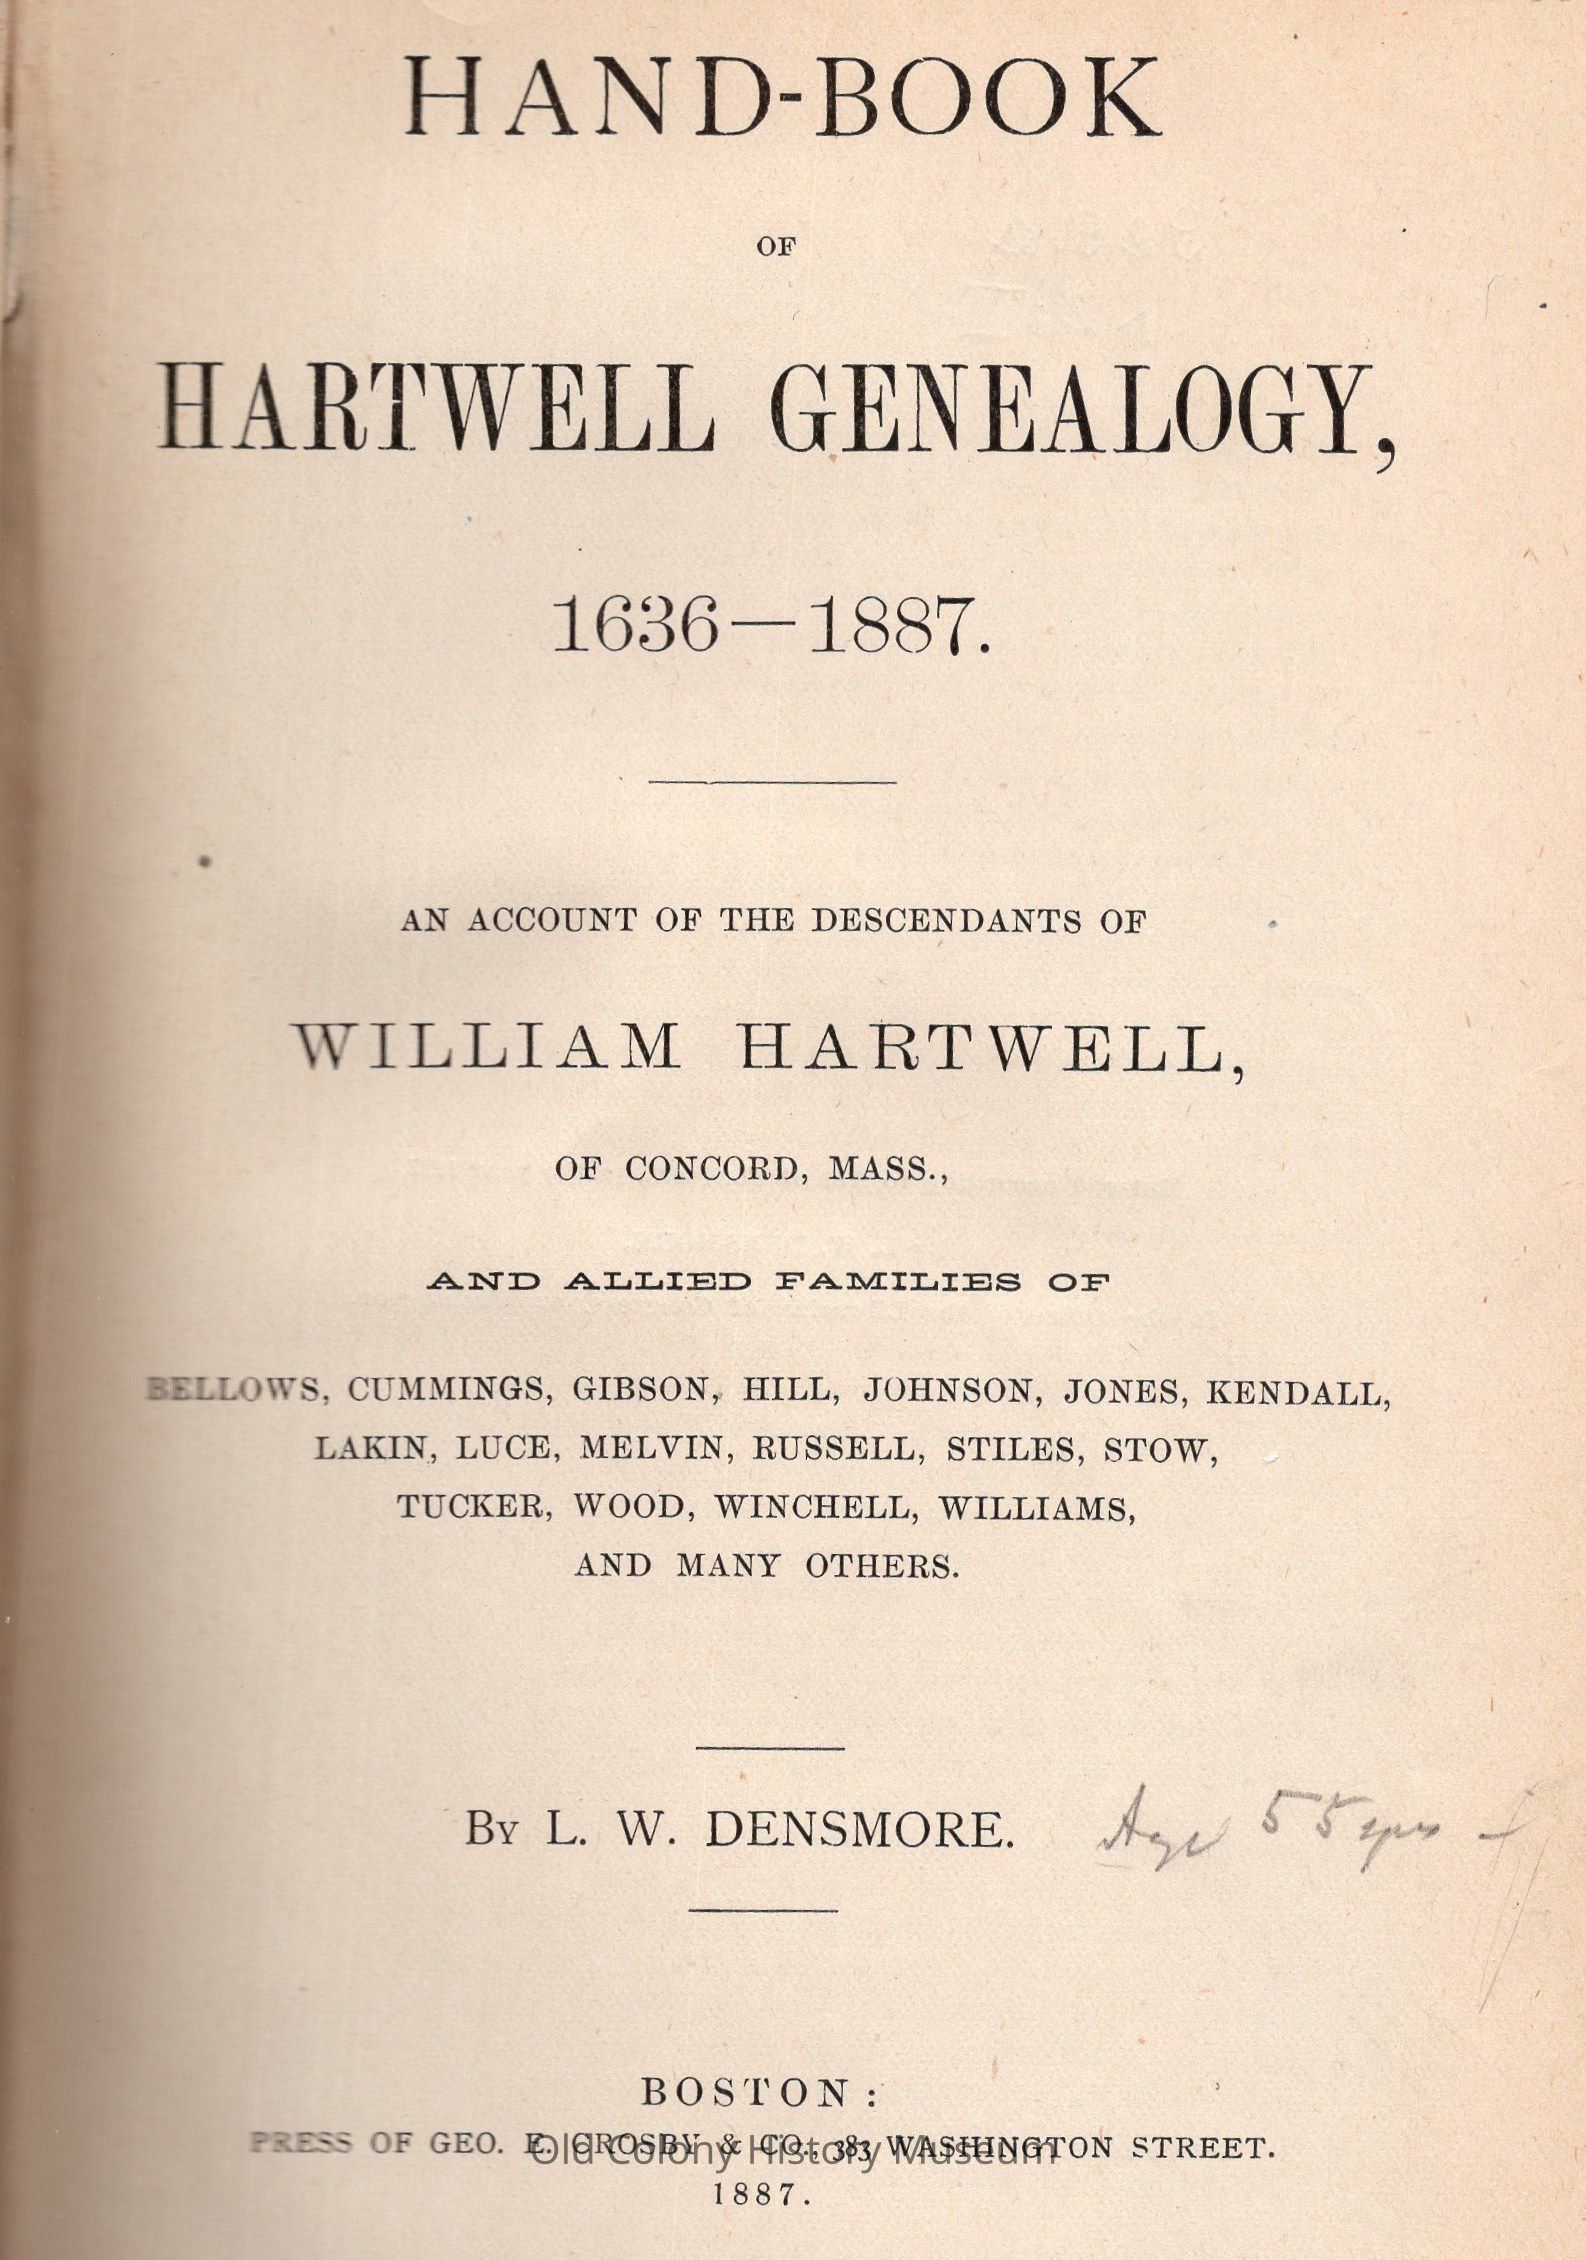 HAND-BOOK
OF
HARTWELL GENEALOGY,
1636—1887.
AN ACCOUNT OF THE DESCENDANTS OF
WILLIAM HARTWELL,
OF CONCORD, MASS.,
AND ALLIED FAMILIES OF
BELLOWS, CUMMINGS, GIBSON, HILL, JOHNSON, JONES, KENDALL,
LAKIN, LUCE, MELVIN, RUSSELL, STILES, STOW,
TUCKER, WOOD, WINCHELL, WILLIAMS,
AND MANY OTHERS.
By L. W. DENSMORE. Age 55 yrs
BOSTON:
PRESS OF GEO. E. CROSBY & CO., 383 WASHINGTON STREET.
Old Colony History Museum
1887.